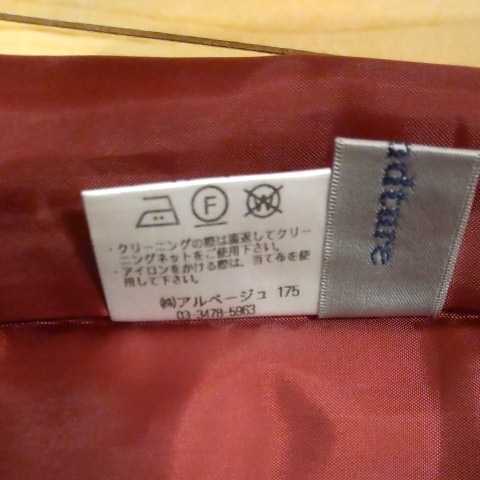 F W
・クリーニングの際は裏返してクリー
ニングネットをご使用下さい。
・アイロンをかける際は、当て布を使
用して下さい。
㈱アルページュ 175
03-3478-5963
ndture